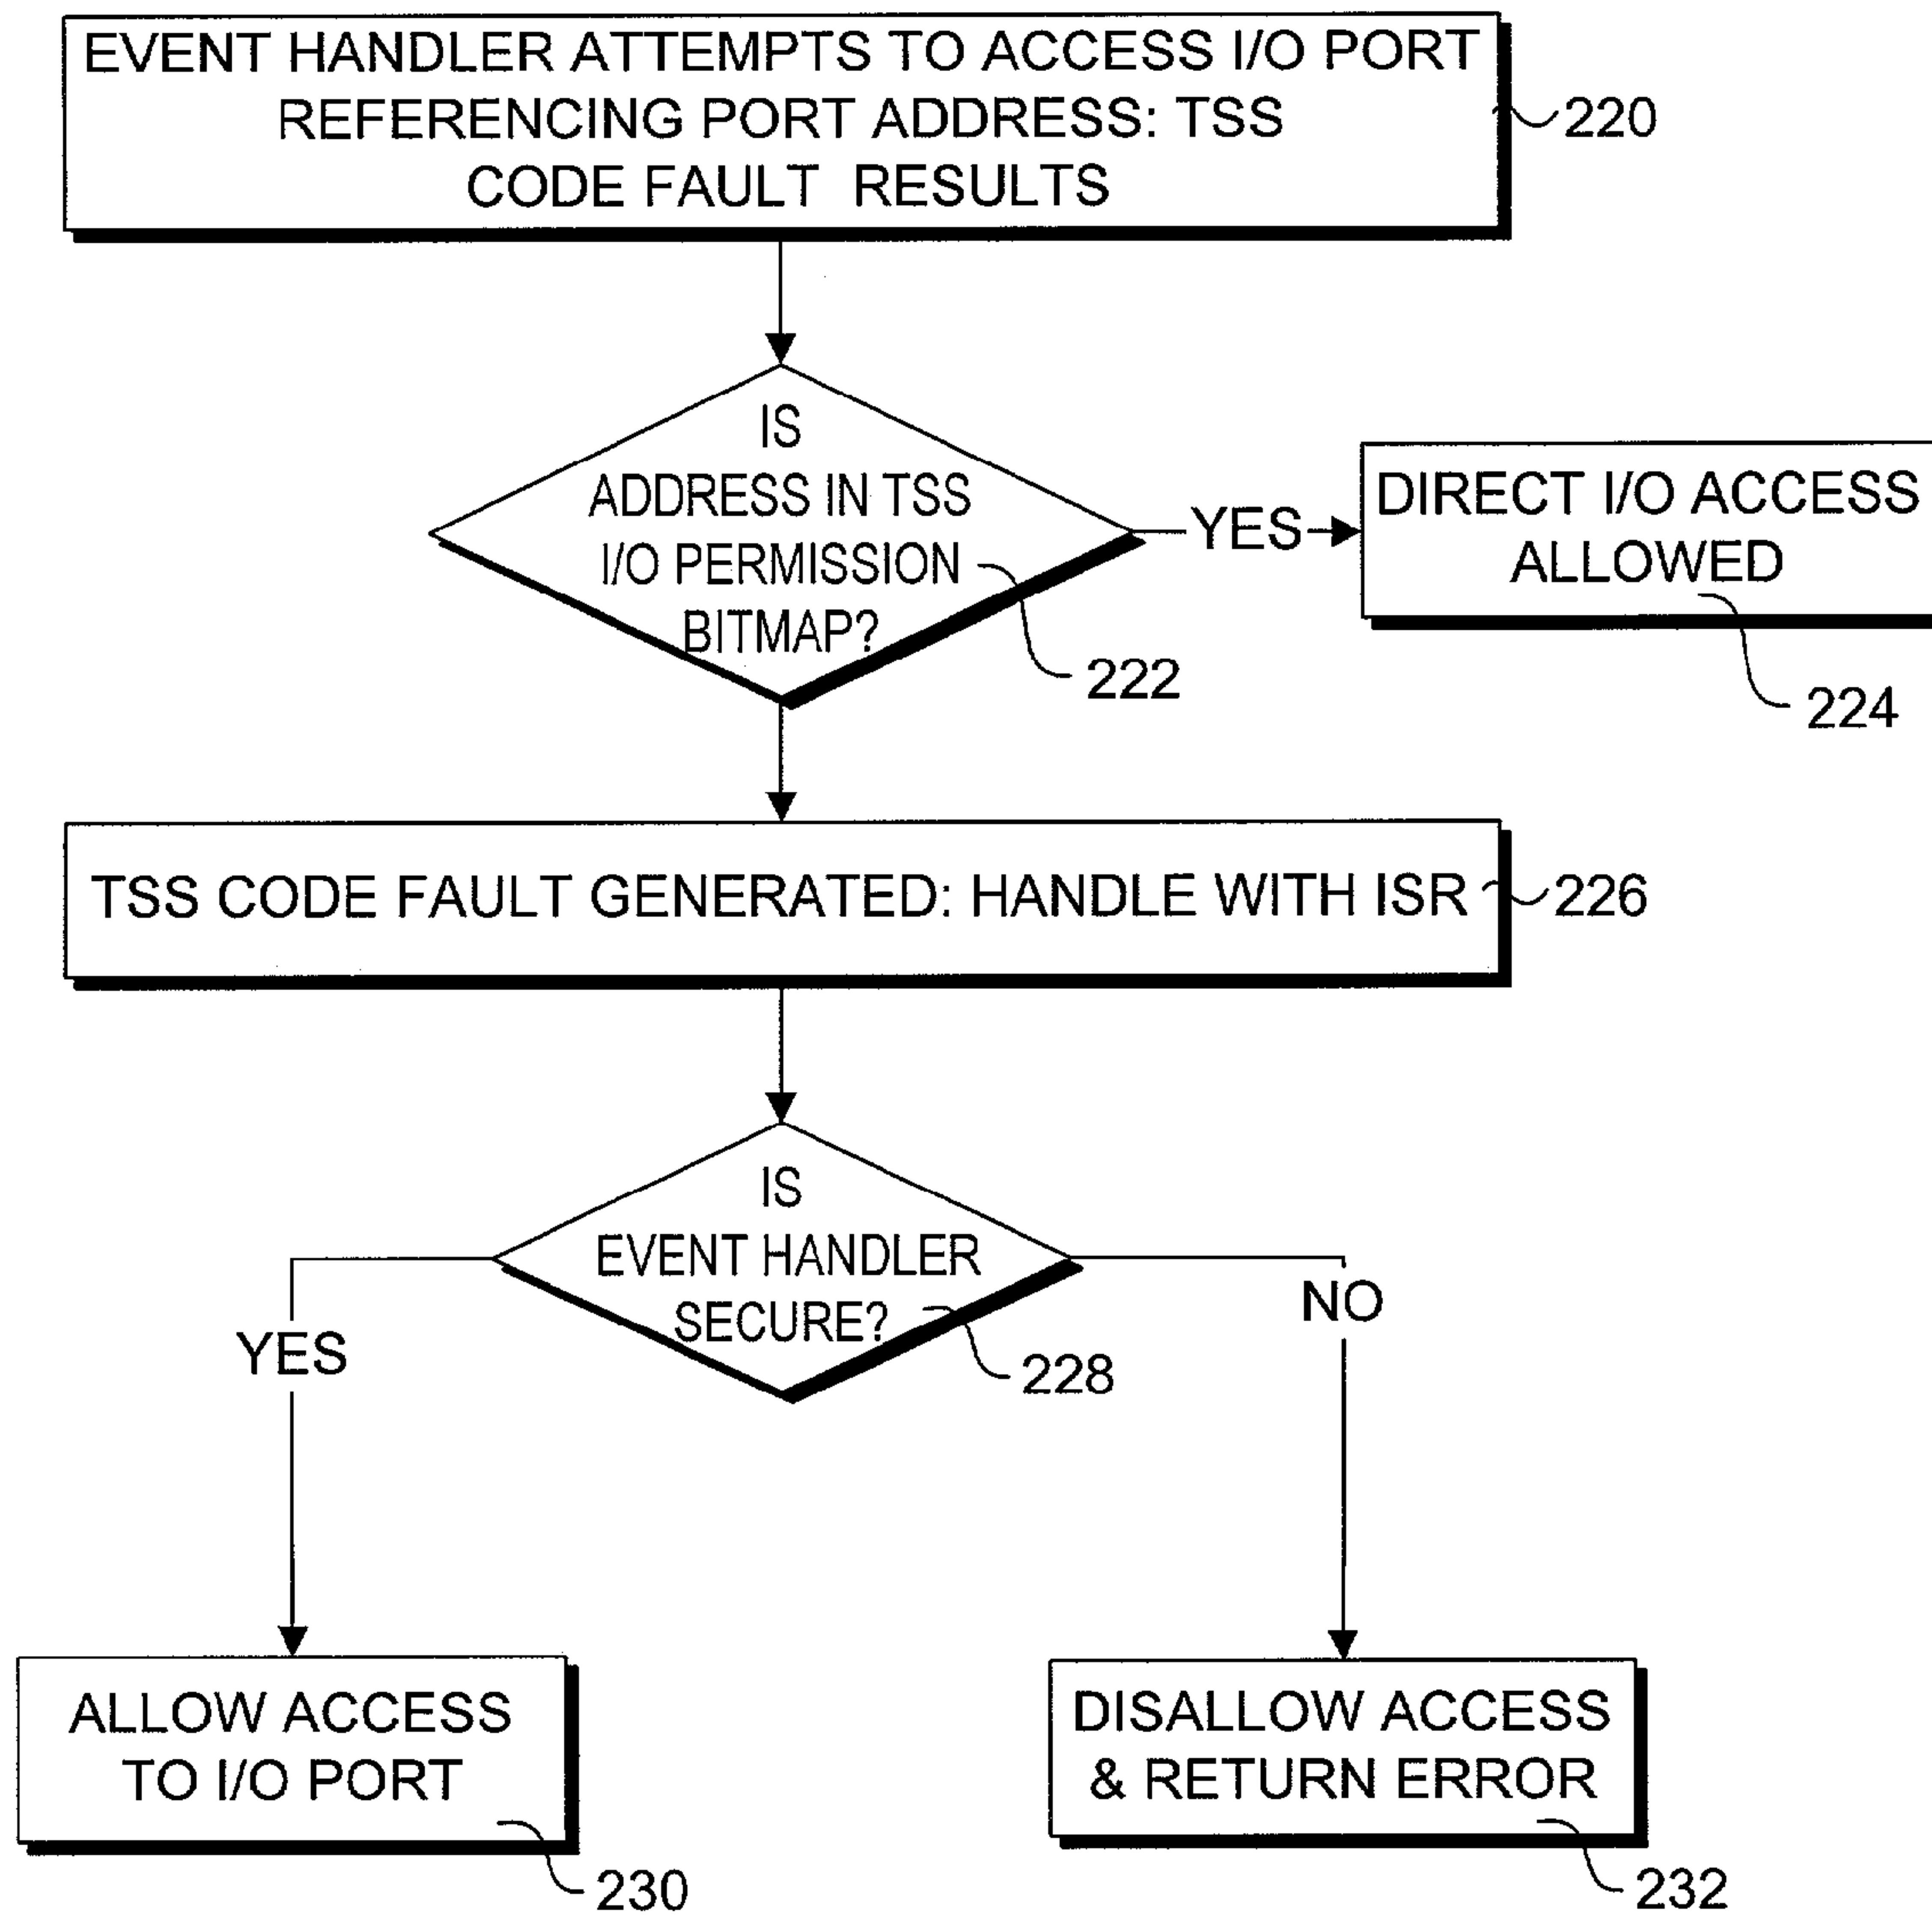 EVENT HANDLER ATTEMPTS TO ACCESS I/O PORT
REFERENCING PORT ADDRESS: TSS
CODE FAULT RESULTS
220
IS
ADDRESS IN TSS
I/O PERMISSION
BITMAP?
222
YES
DIRECT I/O ACCESS
ALLOWED
224
TSS CODE FAULT GENERATED: HANDLE WITH ISR
226
IS
EVENT HANDLER
SECURE?
228
YES
NO
ALLOW ACCESS
TO I/O PORT
230
DISALLOW ACCESS
& RETURN ERROR
232